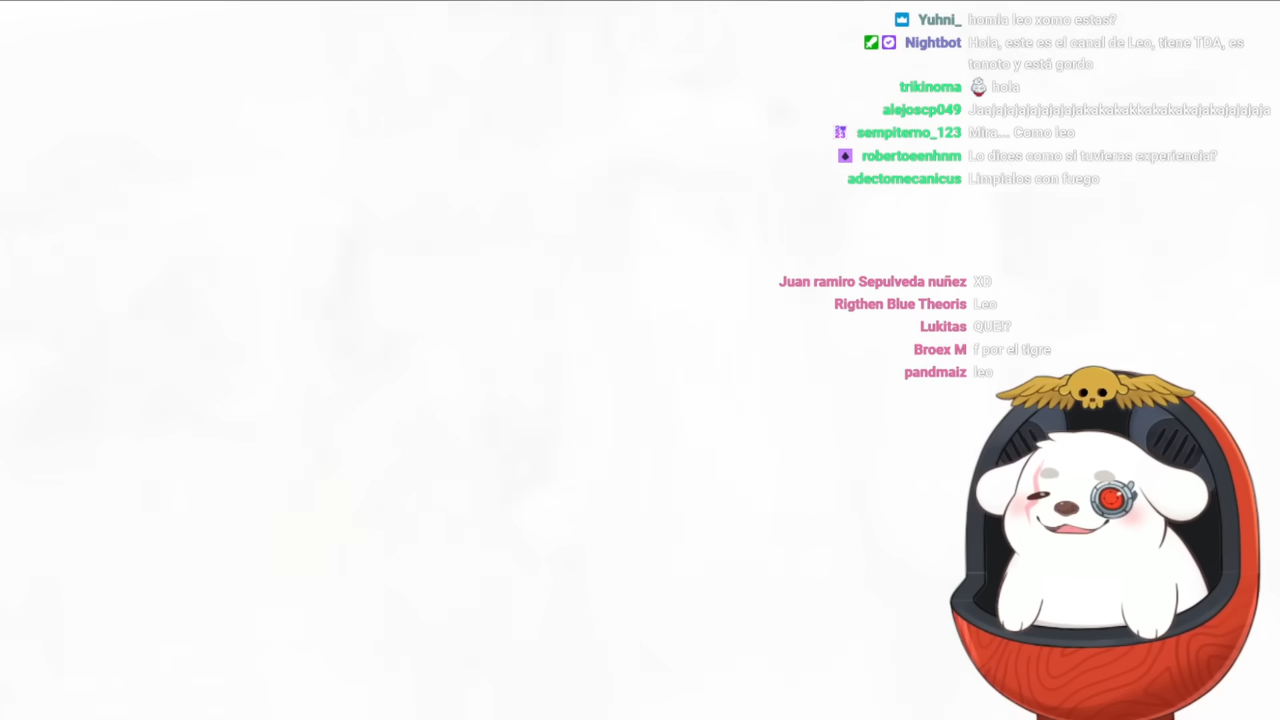 Yuhni_ homla leo xomo estas?
Nightbot Hola, este es el canal de Leo, tiene TDA, es
tonoto y está gordo
trikinoma hola
alejoscp049 Jaajajajajajajajakakakakkakakakajakajajajaja
sempiterno_123 Mira... Como leo
robertoeenhnm Lo dices como si tuvieras experiencia?
adectomecanicus Limpialos con fuego
Juan ramiro Sepulveda nuñez XD
Rigthen Blue Theoris Leo
Lukitas QUE!?
Broex M f por el tigre
pandmaiz leo